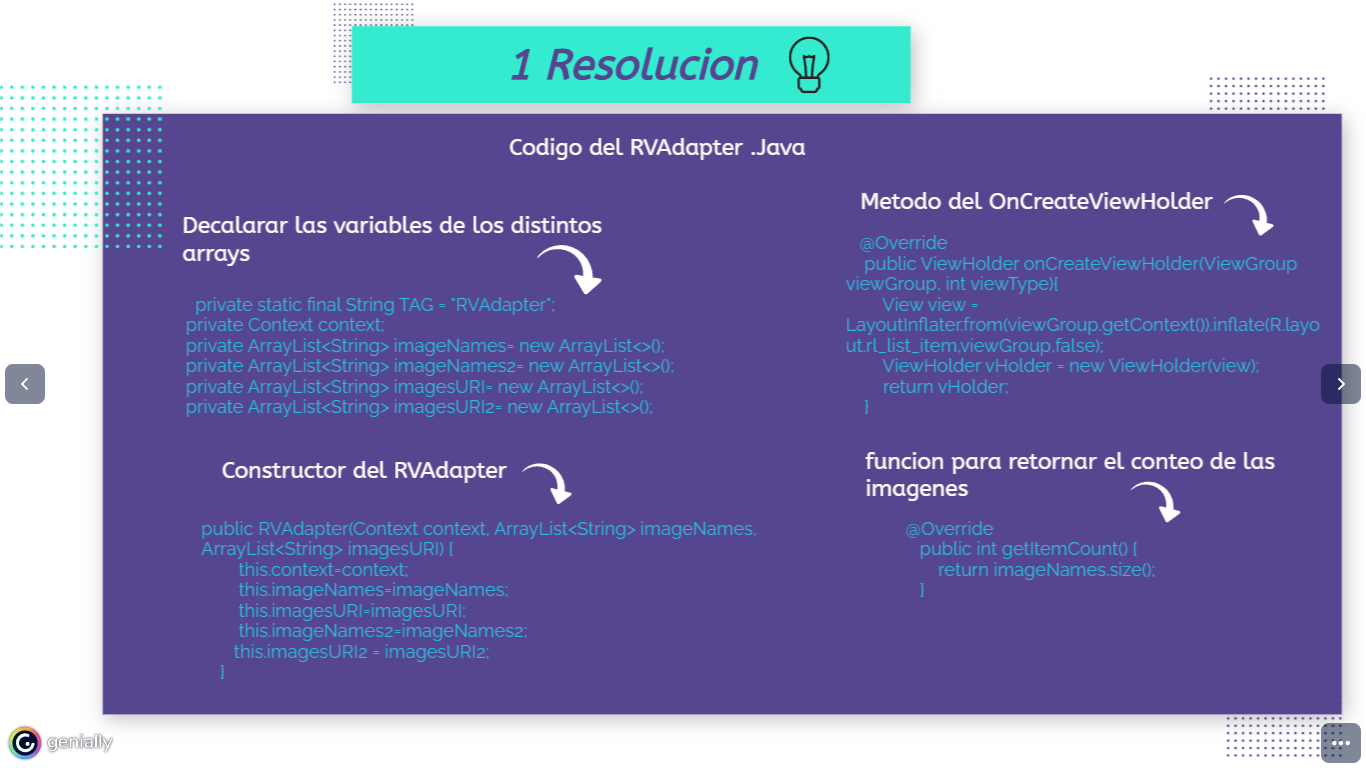 1 Resolucion
Codigo del RVAdapter .Java
Decalarar las variables de los distintos
arrays
private static final String TAG = "RVAdapter";
private Context context;
private ArrayList<String> imageNames= new ArrayList<>();
private ArrayList<String> imageNames2= new ArrayList<>();
private ArrayList<String> imagesURI= new ArrayList<>();
private ArrayList<String> imagesURI2= new ArrayList<>();
Constructor del RVAdapter
public RVAdapter(Context context, ArrayList<String> imageNames,
ArrayList<String> imagesURI) {
this.context=context;
this.imageNames=imageNames;
this.imagesURI=imagesURI;
this.imageNames2=imageNames2;
this.imagesURI2 = imagesURI2;
}
Metodo del OnCreateViewHolder
@Override
public ViewHolder onCreateViewHolder(ViewGroup
viewGroup, int viewType){
View view =
LayoutInflater.from(viewGroup.getContext()).inflate(R.layo
ut.rl_list_item,viewGroup,false);
ViewHolder vHolder = new ViewHolder(view);
return vHolder;
}
funcion para retornar el conteo de las
imagenes
@Override
public int getItemCount() {
return imageNames.size();
}
genially